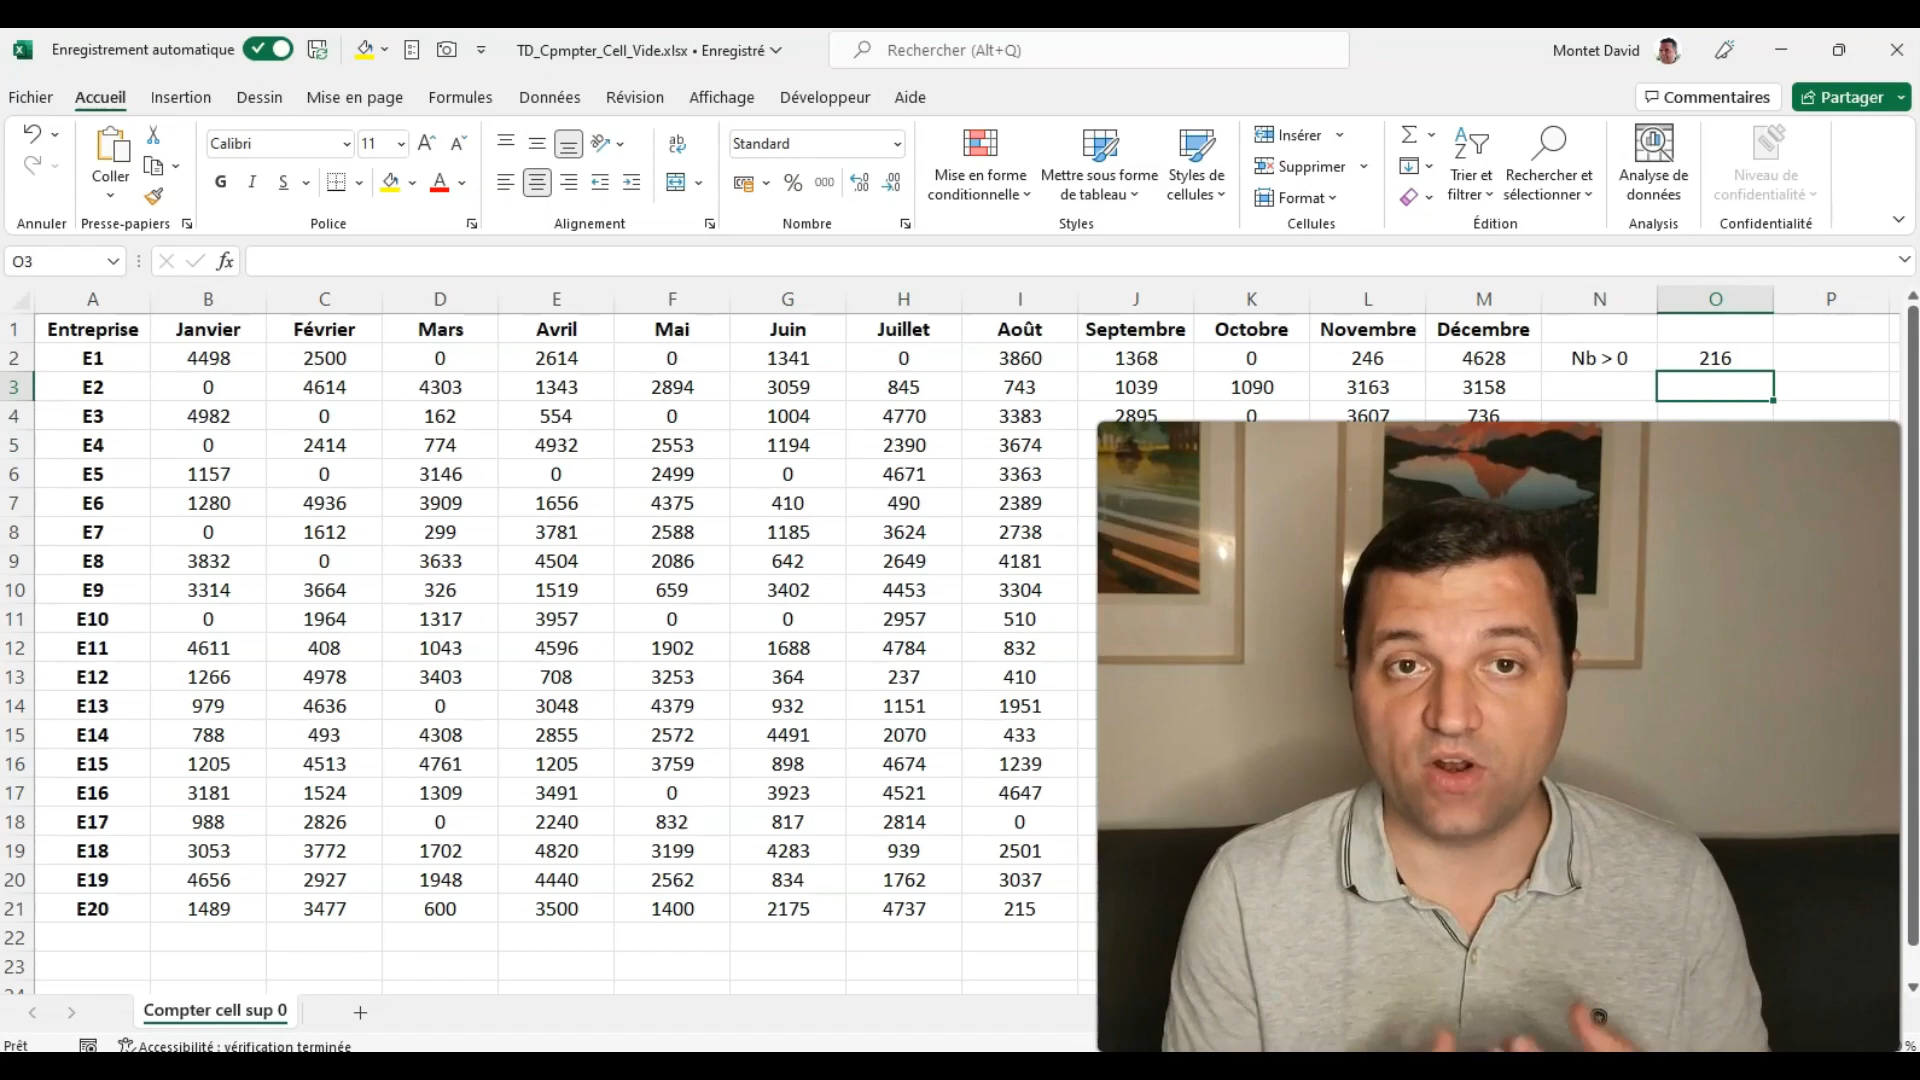 Enregistrement automatique TD_Cpmpter_Cell_Vide.xlsx • Enregistré Rechercher (Alt+Q) Montet David
Fichier Accueil Insertion Dessin Mise en page Formules Données Révision Affichage Développeur Aide Commentaires Partager
Coller Calibri 11 Standard Mise en forme conditionnelle Mettre sous forme de tableau Styles de cellules Insérer Supprimer Format Trier et filtrer Rechercher et sélectionner Analyse de données Niveau de confidentialité
G I S A % 000
Annuler Presse-papiers Police Alignement Nombre Styles Cellules Édition Analysis Confidentialité
O3 fx
A B C D E F G H I J K L M N O P
1 Entreprise Janvier Février Mars Avril Mai Juin Juillet Août Septembre Octobre Novembre Décembre
2 E1 4498 2500 0 2614 0 1341 0 3860 1368 0 246 4628 Nb > 0 216
3 E2 0 4614 4303 1343 2894 3059 845 743 1039 1090 3163 3158
4 E3 4982 0 162 554 0 1004 4770 3383 2895 0 3607 736
5 E4 0 2414 774 4932 2553 1194 2390 3674
6 E5 1157 0 3146 0 2499 0 4671 3363
7 E6 1280 4936 3909 1656 4375 410 490 2389
8 E7 0 1612 299 3781 2588 1185 3624 2738
9 E8 3832 0 3633 4504 2086 642 2649 4181
10 E9 3314 3664 326 1519 659 3402 4453 3304
11 E10 0 1964 1317 3957 0 0 2957 510
12 E11 4611 408 1043 4596 1902 1688 4784 832
13 E12 1266 4978 3403 708 3253 364 237 410
14 E13 979 4636 0 3048 4379 932 1151 1951
15 E14 788 493 4308 2855 2572 4491 2070 433
16 E15 1205 4513 4761 1205 3759 898 4674 1239
17 E16 3181 1524 1309 3491 0 3923 4521 4647
18 E17 988 2826 0 2240 832 817 2814 0
19 E18 3053 3772 1702 4820 3199 4283 939 2501
20 E19 4656 2927 1948 4440 2562 834 1762 3037
21 E20 1489 3477 600 3500 1400 2175 4737 215
22
23
Compter cell sup 0
Prêt Accessibilité : vérification terminée %